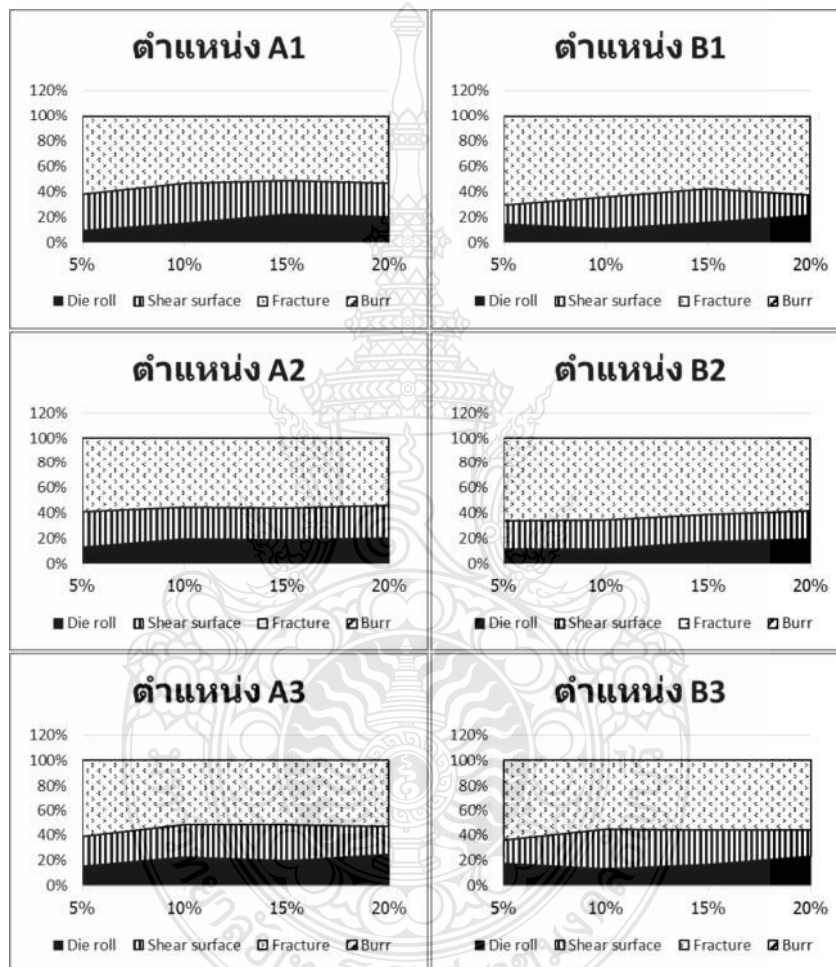 ตำแหน่ง A1
120%
100%
80%
60%
40%
20%
0%
5% 10% 15% 20%
Die roll Shear surface Fracture Burr
ตำแหน่ง B1
120%
100%
80%
60%
40%
20%
0%
5% 10% 15% 20%
Die roll Shear surface Fracture Burr
ตำแหน่ง A2
120%
100%
80%
60%
40%
20%
0%
5% 10% 15% 20%
Die roll Shear surface Fracture Burr
ตำแหน่ง B2
120%
100%
80%
60%
40%
20%
0%
5% 10% 15% 20%
Die roll Shear surface Fracture Burr
ตำแหน่ง A3
120%
100%
80%
60%
40%
20%
0%
5% 10% 15% 20%
Die roll Shear surface Fracture Burr
ตำแหน่ง B3
120%
100%
80%
60%
40%
20%
0%
5% 10% 15% 20%
Die roll Shear surface Fracture Burr